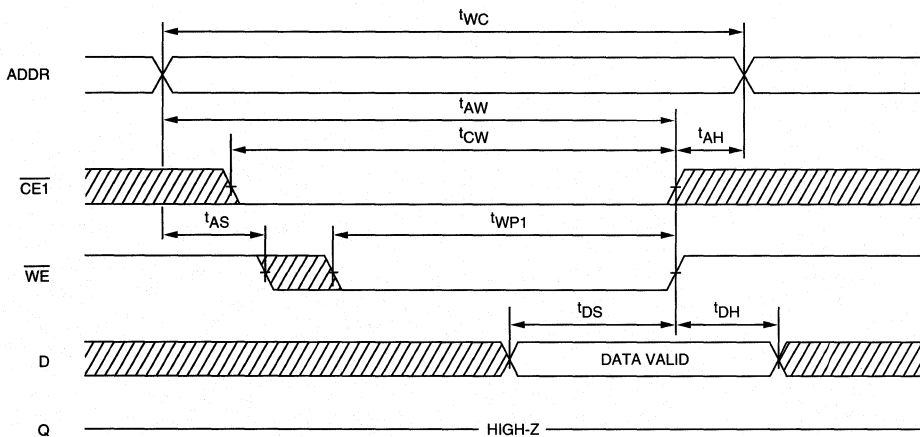 tWC
ADDR
tAW
tCW
tAH
CE1
tAS
tWP1
WE
tDS
tDH
D
DATA VALID
Q
HIGH-Z